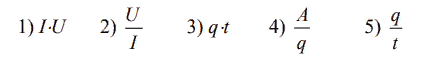 1) I·U 2) U/I 3) q·t 4) A/q 5) q/t